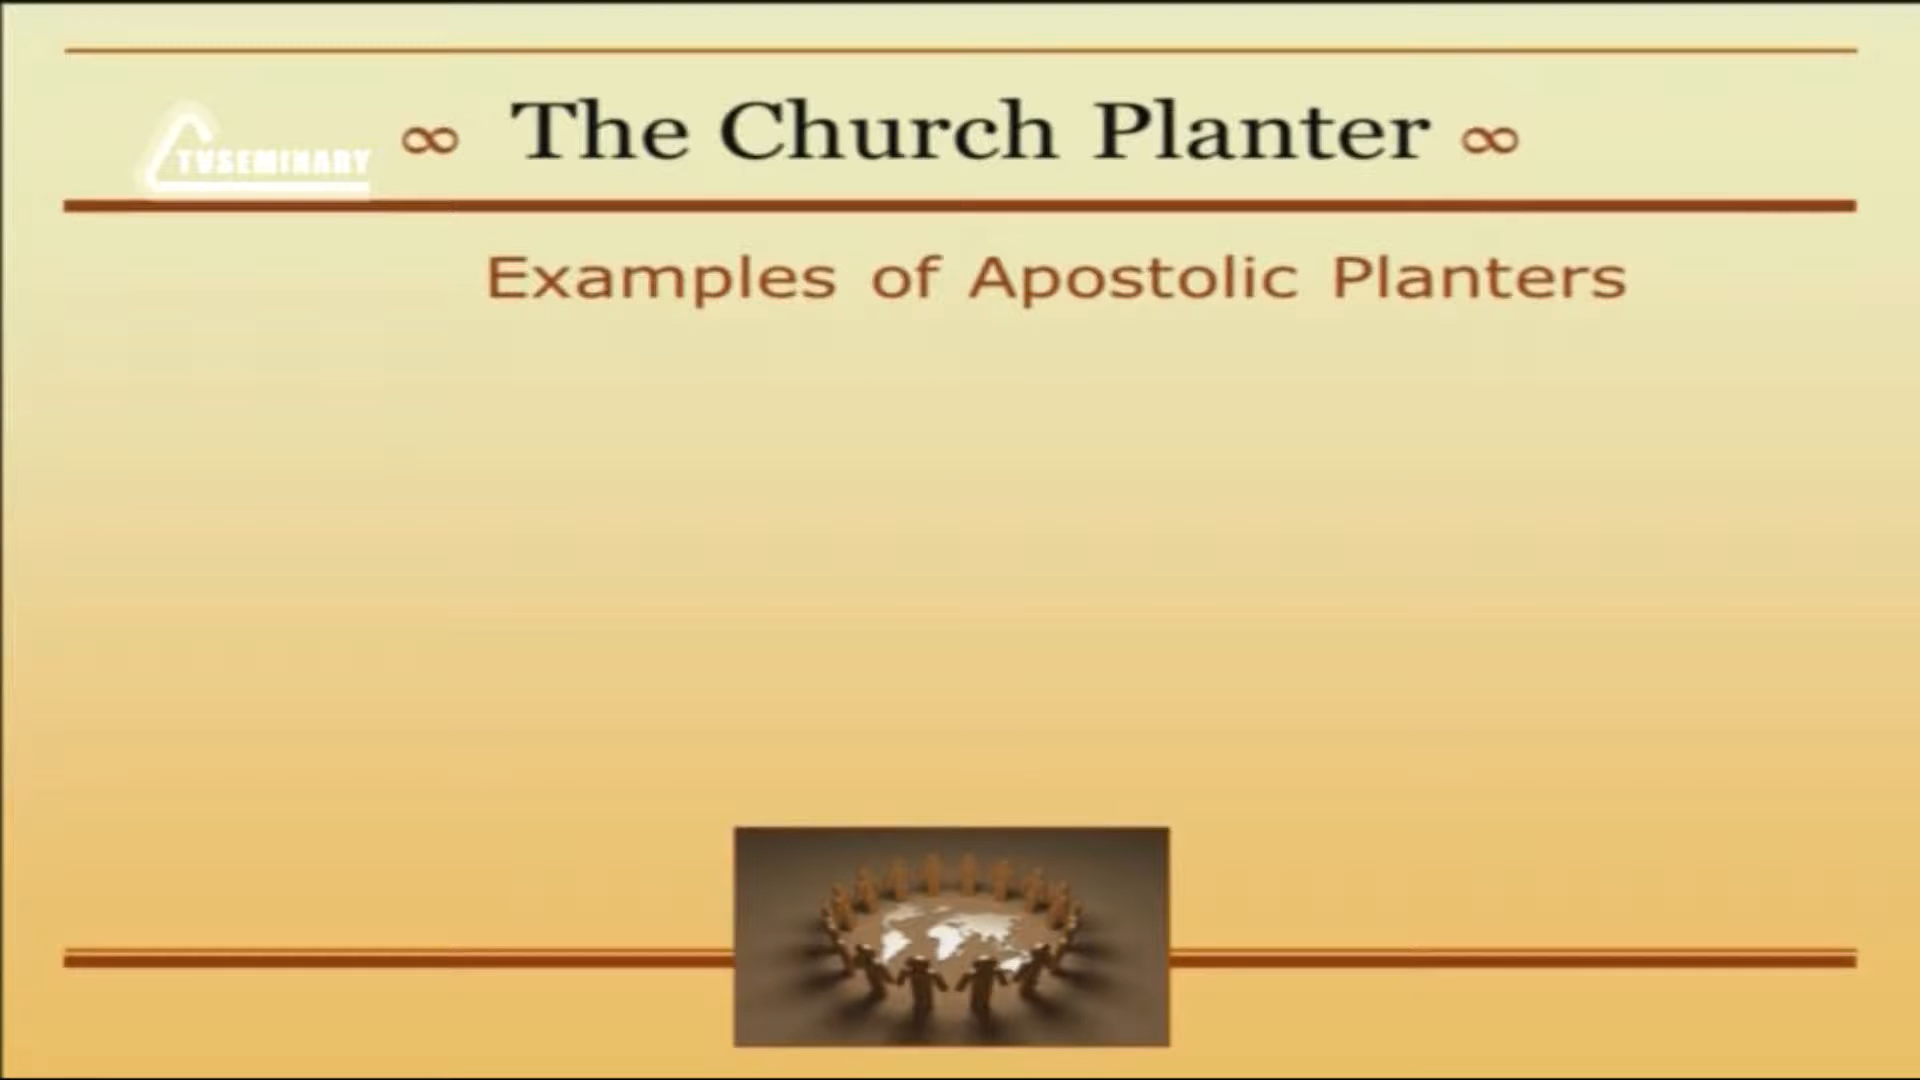 TVSEMINARY
∞ The Church Planter ∞
Examples of Apostolic Planters